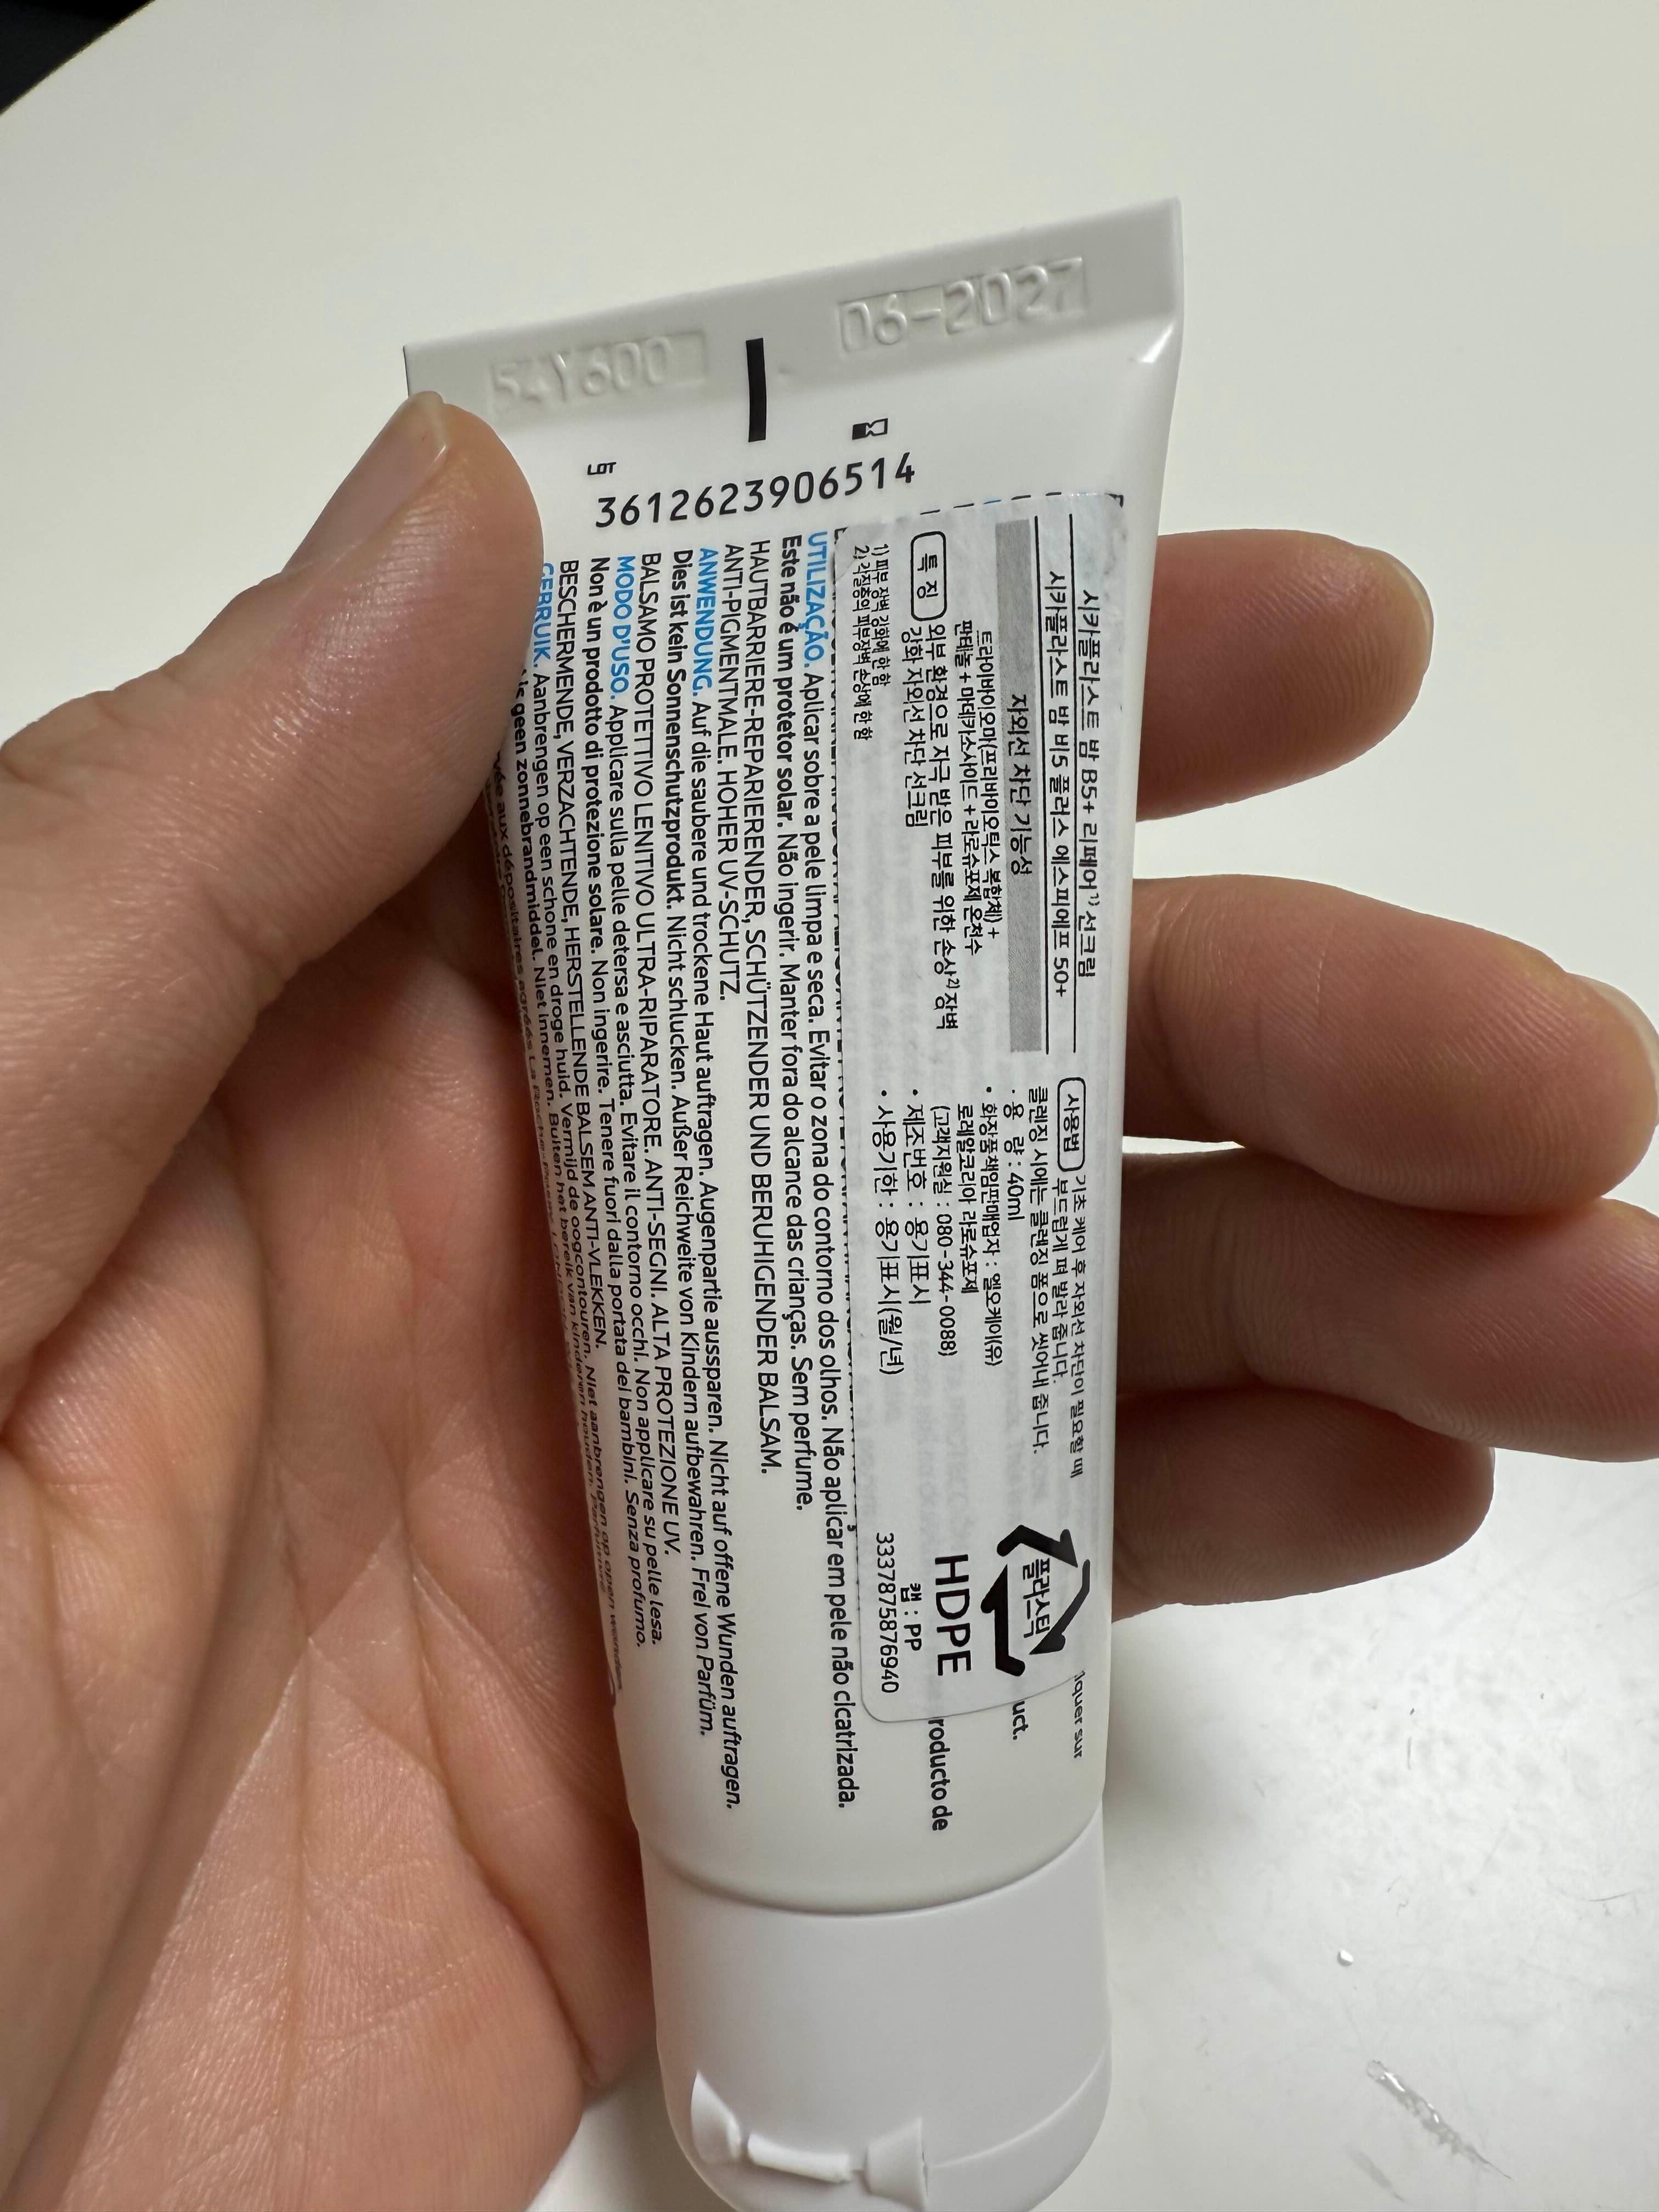 54Y600
06-2027
LOT
3612623906514
시카플라스트 밤 B5+ 리페어¹⁾ 선크림
시카플라스트 밤 비5 플러스 에스피에프 50+
자외선 차단 기능성
트라이바이오마(프리바이오틱스 복합체) +
판테놀 + 마데카소사이드 + 라로슈포제 온천수
특 징 외부 환경으로 자극 받은 피부를 위한 손상²⁾ 장벽
강화 자외선 차단 선크림
1) 피부 장벽 강화에 한 함
2) 각질층의 피부장벽 손상에 한 함
사용법 기초 케어 후 자외선 차단이 필요할 때
부드럽게 펴 발라 줍니다.
클렌징 시에는 클렌징 폼으로 씻어내 줍니다.
· 용 량 : 40ml
• 화장품책임판매업자 : 엘오케이(유)
로레알코리아 라로슈포제
(고객지원실 : 080-344-0088)
• 제조번호 : 용기표시
• 사용기한 : 용기표시(월/년)
플라스틱
HDPE
캡 : PP
3337875876940
iquer sur
uct.
roducto de
UTILIZAÇÃO. Aplicar sobre a pele limpa e seca. Evitar o zona do contorno dos olhos. Não aplicar em pele não cicatrizada.
Este não é um protetor solar. Não ingerir. Manter fora do alcance das crianças. Sem perfume.
HAUTBARRIERE-REPARIERENDER, SCHÜTZENDER UND BERUHIGENDER BALSAM.
ANTI-PIGMENTMALE. HOHER UV-SCHUTZ.
ANWENDUNG. Auf die saubere und trockene Haut auftragen. Augenpartie aussparen. Nicht auf offene Wunden auftragen.
Dies ist kein Sonnenschutzprodukt. Nicht schlucken. Außer Reichweite von Kindern aufbewahren. Frei von Parfüm.
BALSAMO PROTETTIVO LENITIVO ULTRA-RIPARATORE. ANTI-SEGNI. ALTA PROTEZIONE UV.
MODO D'USO. Applicare sulla pelle detersa e asciutta. Evitare il contorno occhi. Non applicare su pelle lesa.
Non è un prodotto di protezione solare. Non ingerire. Tenere fuori dalla portata dei bambini. Senza profumo.
BESCHERMENDE, VERZACHTENDE, HERSTELLENDE BALSEM ANTI-VLEKKEN.
GEBRUIK. Aanbrengen op een schone en droge huid. Vermijd de oogcontouren. Niet aanbrengen op open wonden.
is geen zonnebrandmiddel. Niet innemen. Buiten het bereik van kinderen houden. Parfumvrij.
aux dépositaires agréés La Roche-Posay